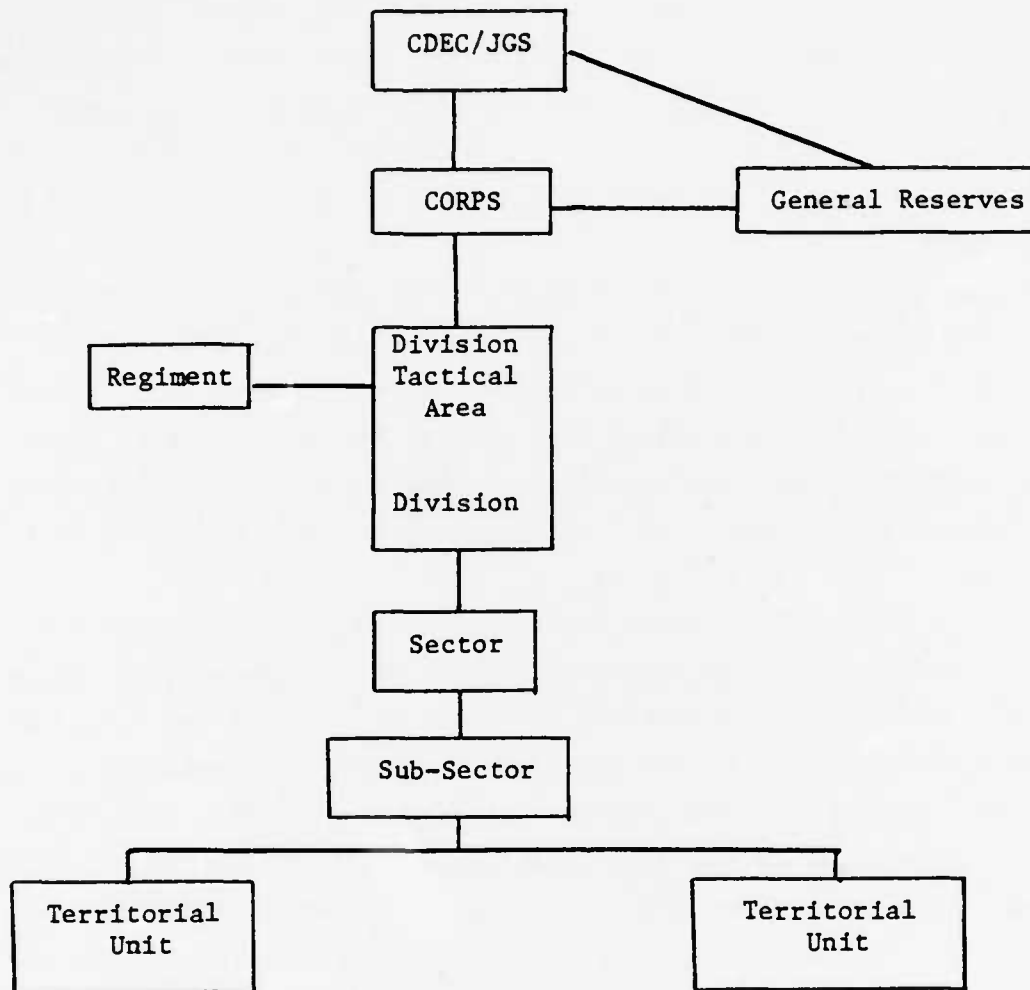 CDEC/JGS
CORPS
General Reserves
Regiment
Division
Tactical
Area
Division
Sector
Sub-Sector
Territorial
Unit
Territorial
Unit